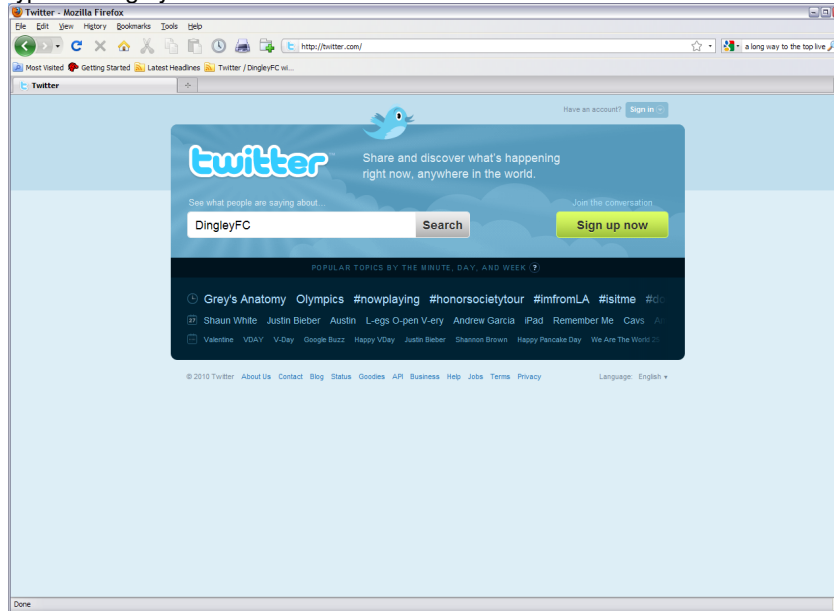 Twitter - Mozilla Firefox
File Edit View History Bookmarks Tools Help
http://twitter.com/
a long way to the top live
Most Visited Getting Started Latest Headlines Twitter / DingleyFC wi...
Twitter
Have an account? Sign in
twitter
Share and discover what's happening
right now, anywhere in the world.
See what people are saying about...
Join the conversation
DingleyFC Search Sign up now
POPULAR TOPICS BY THE MINUTE, DAY, AND WEEK ?
Grey's Anatomy Olympics #nowplaying #honorsocietytour #imfromLA #isitme #do
27 Shaun White Justin Bieber Austin L-egs O-pen V-ery Andrew Garcia iPad Remember Me Cavs
Valentine VDAY V-Day Google Buzz Happy VDay Justin Bieber Shannon Brown Happy Pancake Day We Are The World 25
© 2010 Twitter About Us Contact Blog Status Goodies API Business Help Jobs Terms Privacy Language: English
Done